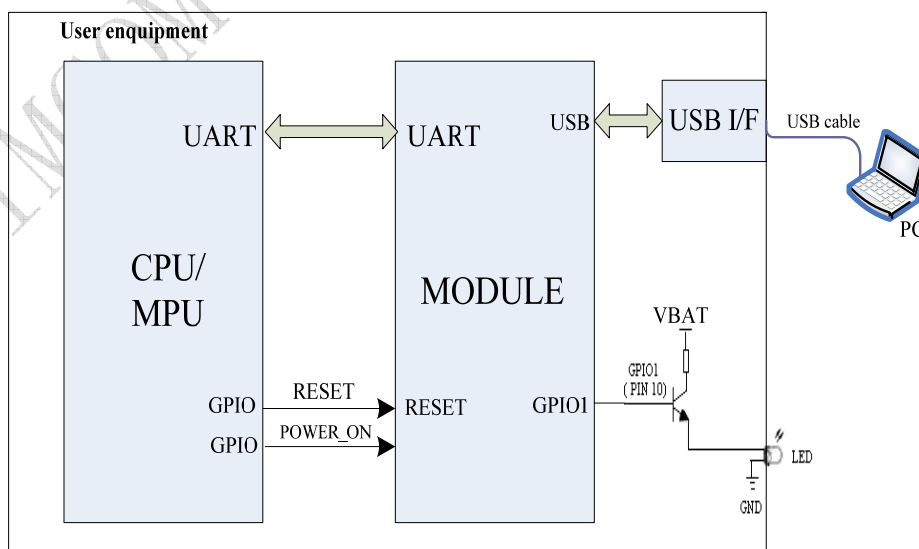 User enquipment
UART
UART
USB
USB I/F
USB cable
PC
CPU/
MPU
MODULE
VBAT
GPIO1
( PIN 10)
GPIO
RESET
RESET
GPIO1
GPIO
POWER_ON
LED
GND